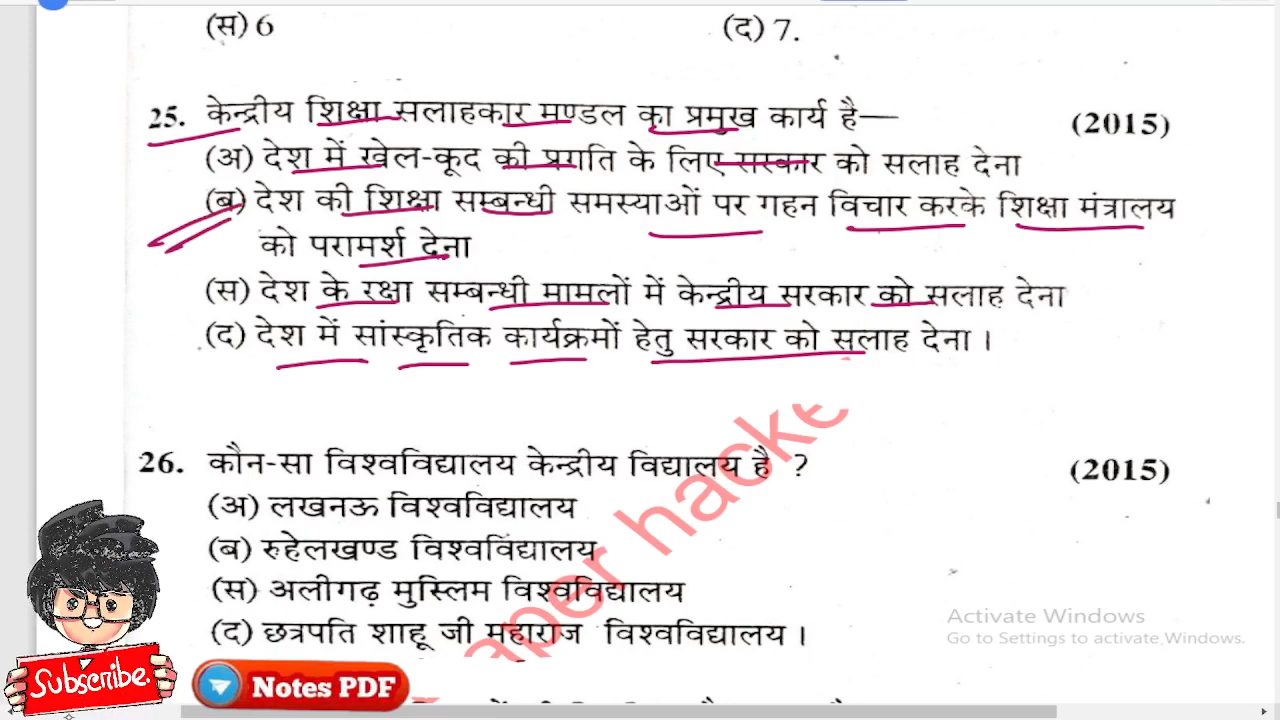 (स) 6 (द) 7.
25. केन्द्रीय शिक्षा सलाहकार मण्डल का प्रमुख कार्य है— (2015)
(अ) देश में खेल-कूद की प्रगति के लिए सरकार को सलाह देना
(ब) देश की शिक्षा सम्बन्धी समस्याओं पर गहन विचार करके शिक्षा मंत्रालय
को परामर्श देना
(स) देश के रक्षा सम्बन्धी मामलों में केन्द्रीय सरकार को सलाह देना
(द) देश में सांस्कृतिक कार्यक्रमों हेतु सरकार को सलाह देना।
26. कौन-सा विश्वविद्यालय केन्द्रीय विद्यालय है ? (2015)
(अ) लखनऊ विश्वविद्यालय
(ब) रुहेलखण्ड विश्वविद्यालय
(स) अलीगढ़ मुस्लिम विश्वविद्यालय
(द) छत्रपति शाहू जी महाराज विश्वविद्यालय।
aper hacke
Activate Windows
Go to Settings to activate Windows.
Subscribe.
Notes PDF